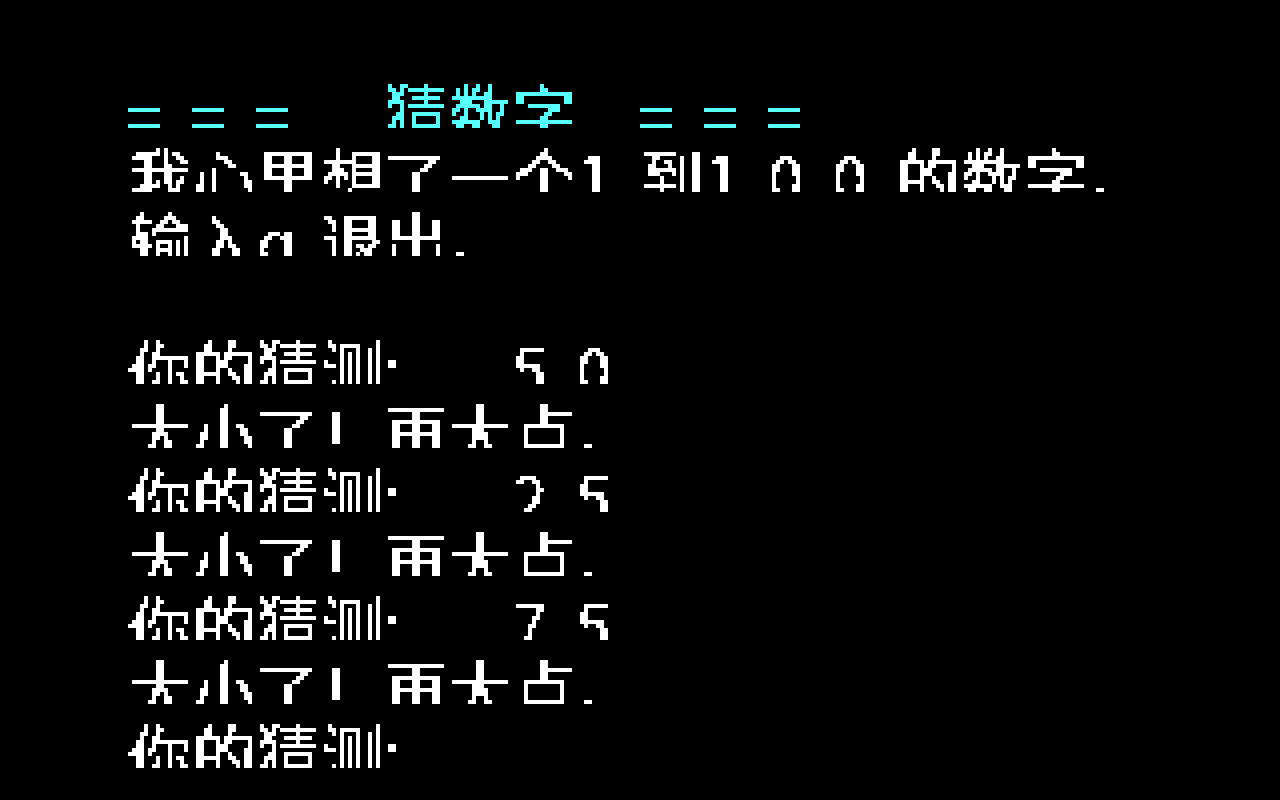 === 猜数字 ===
我心里想了一个1到100的数字.
输入q退出.
你的猜测: 50
太小了! 再大点.
你的猜测: 25
太小了! 再大点.
你的猜测: 75
太小了! 再大点.
你的猜测: